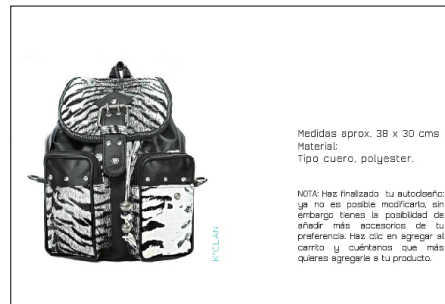 Medidas aprox. 38 x 30 cms
Material:
Tipo cuero, polyester.
NOTA: Haz finalizado tu autodiseño:
ya no es posible modificarlo, sin
embargo tienes la posibilidad de
añadir más accesorios de tu
preferencia. Haz clic en agregar al
carrito y cuéntanos que más
quieres agregarle a tu producto.
K'CLAN